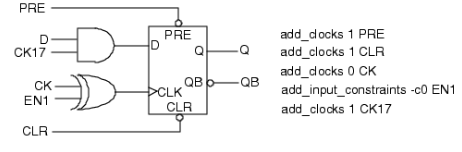 PRE
D
CK17
CK
EN1
CLR
PRE
D
Q
QB
CLK
CLR
Q
QB
add_clocks 1 PRE
add_clocks 1 CLR
add_clocks 0 CK
add_input_constraints -c0 EN1
add_clocks 1 CK17